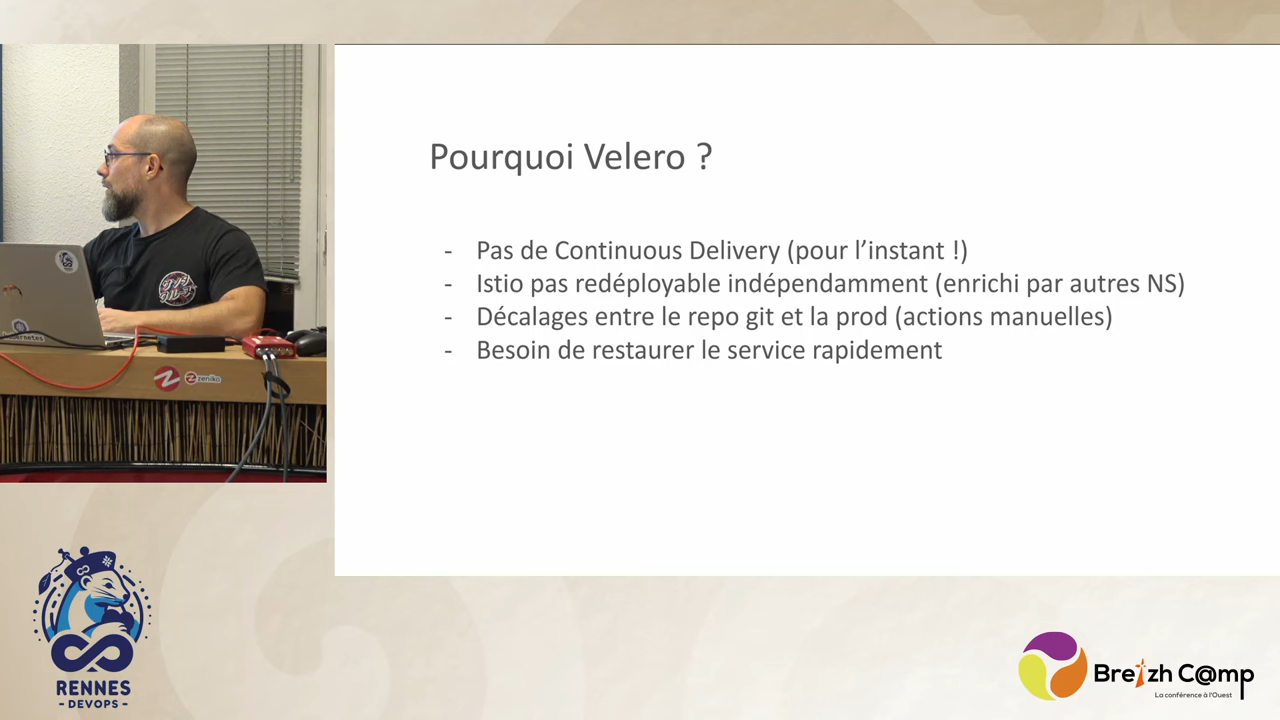 Pourquoi Velero ?
- Pas de Continuous Delivery (pour l’instant !)
- Istio pas redéployable indépendamment (enrichi par autres NS)
- Décalages entre le repo git et la prod (actions manuelles)
- Besoin de restaurer le service rapidement
zenika
RENNES
- DEVOPS -
Breizh C@mp
La conférence à l'Ouest